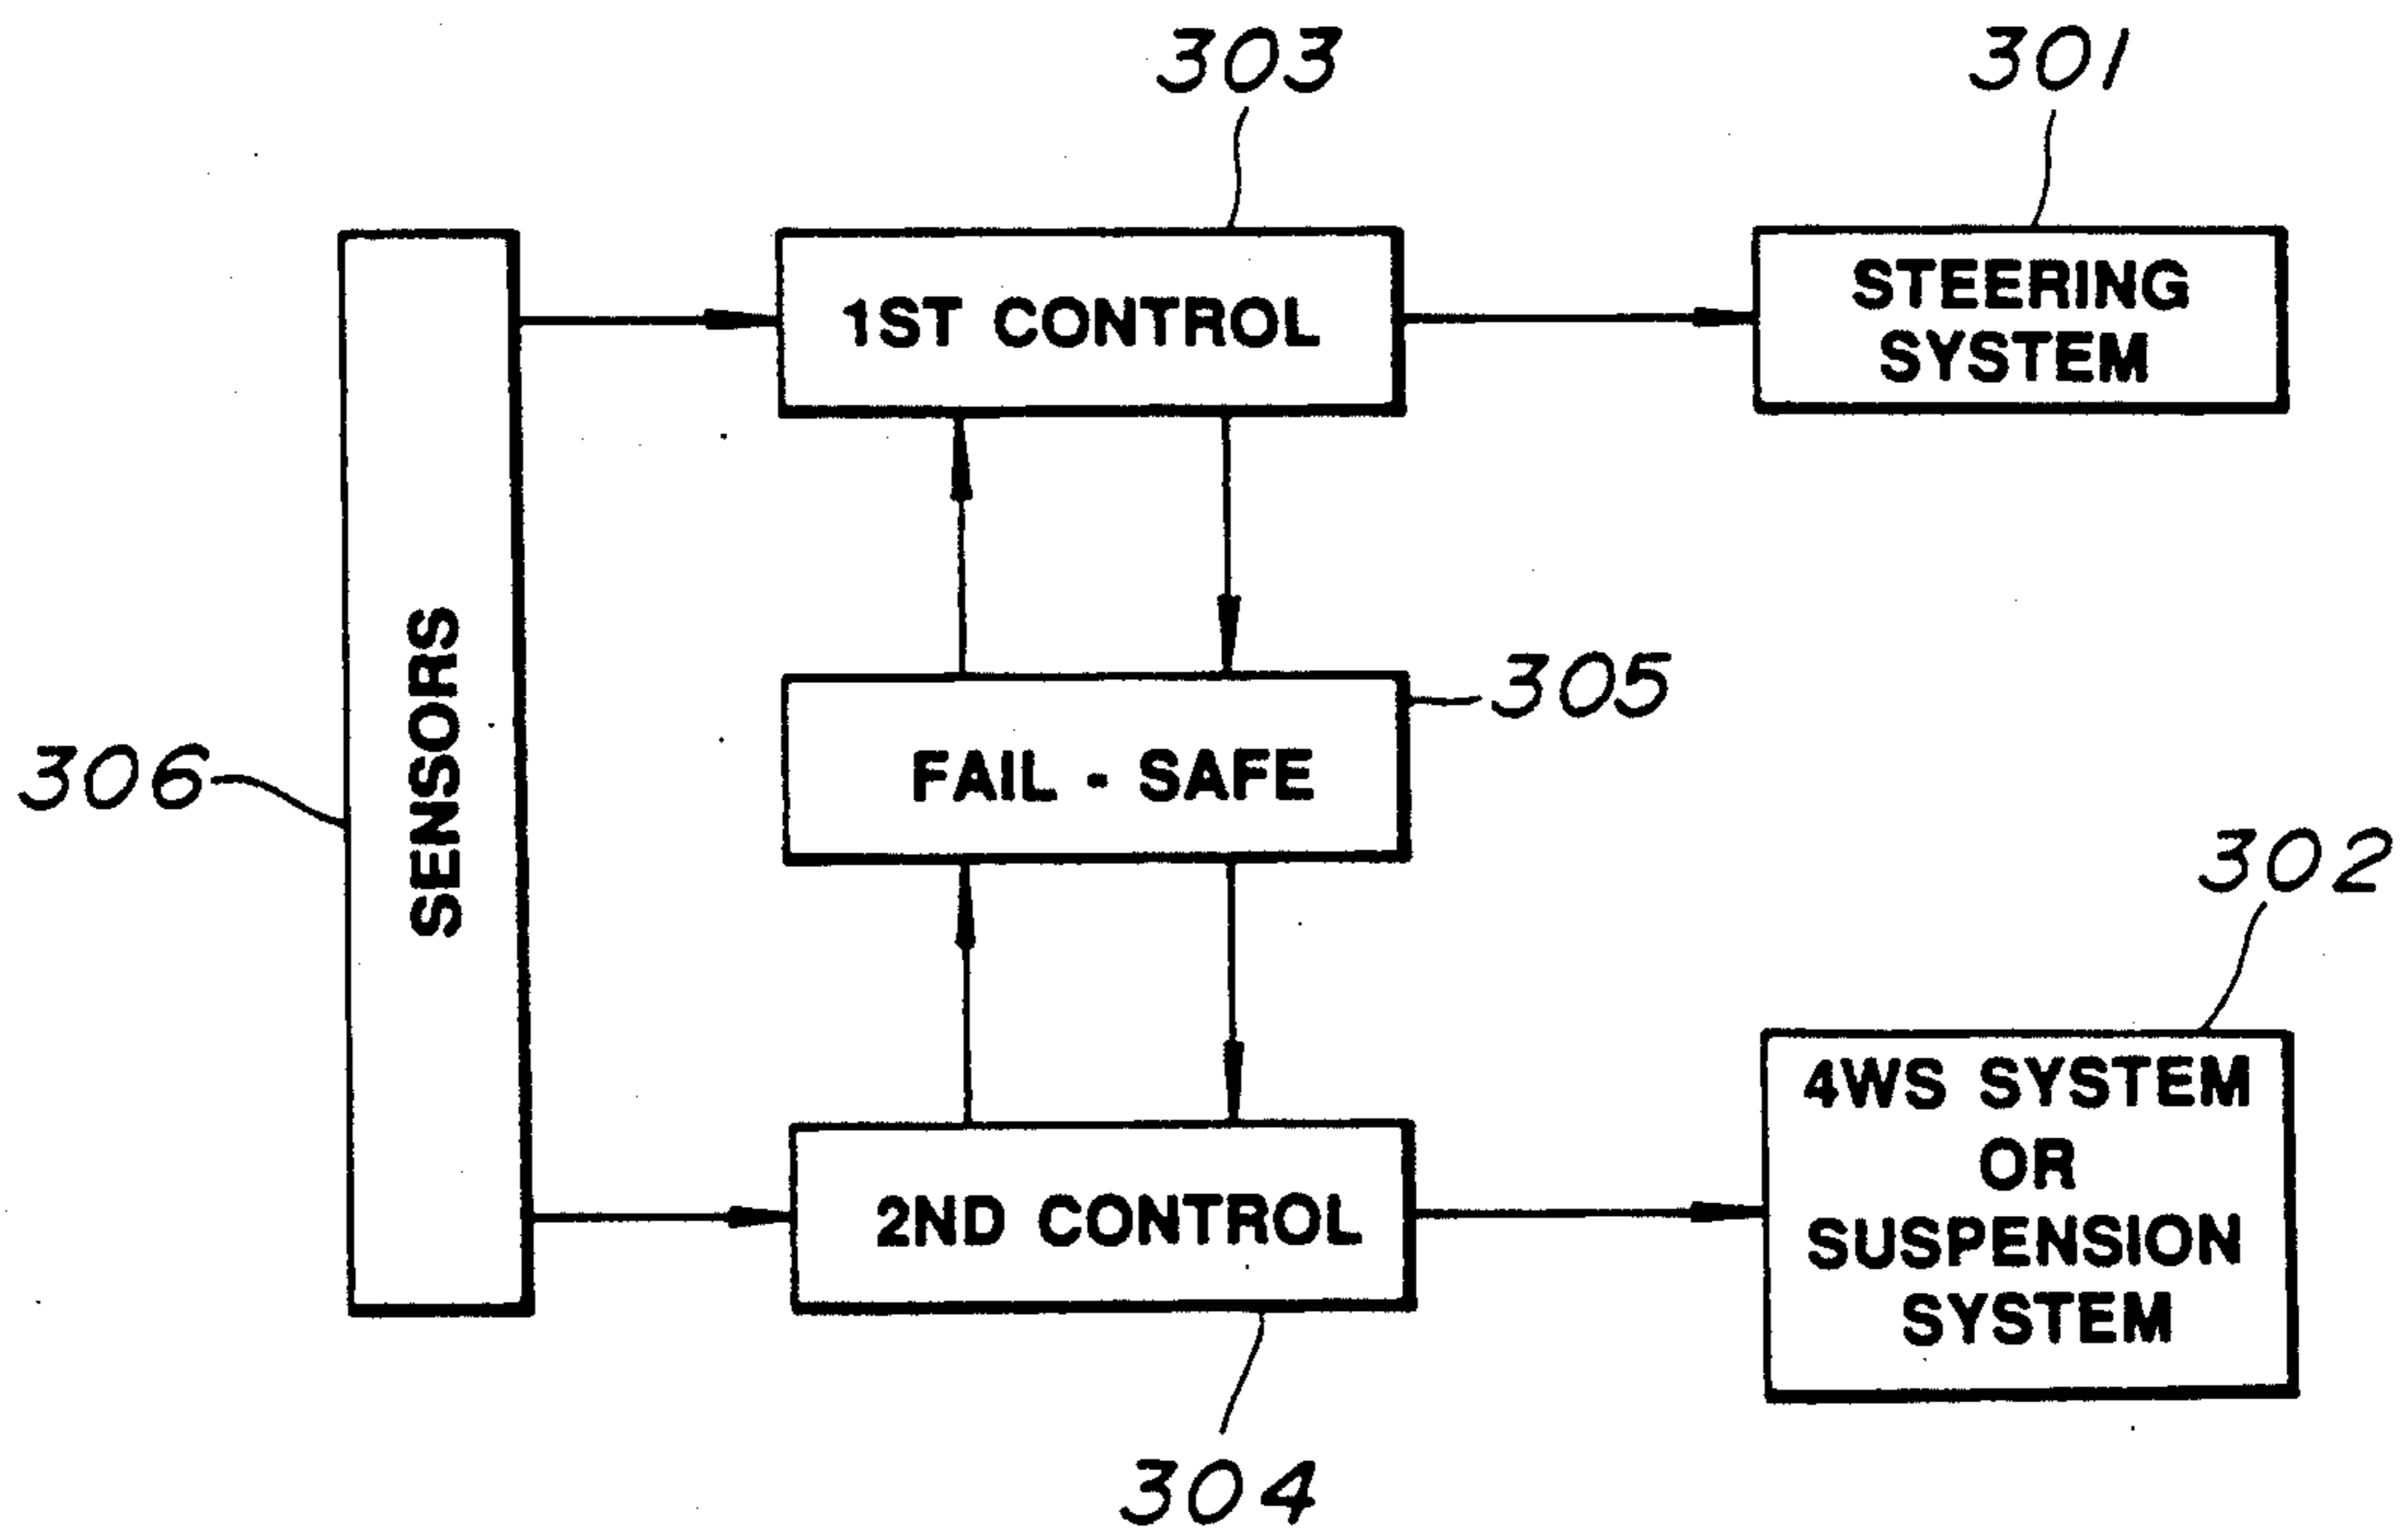 303
301
1ST CONTROL
STEERING
SYSTEM
SENSORS
306
FAIL - SAFE
305
302
2ND CONTROL
4WS SYSTEM
OR
SUSPENSION
SYSTEM
304